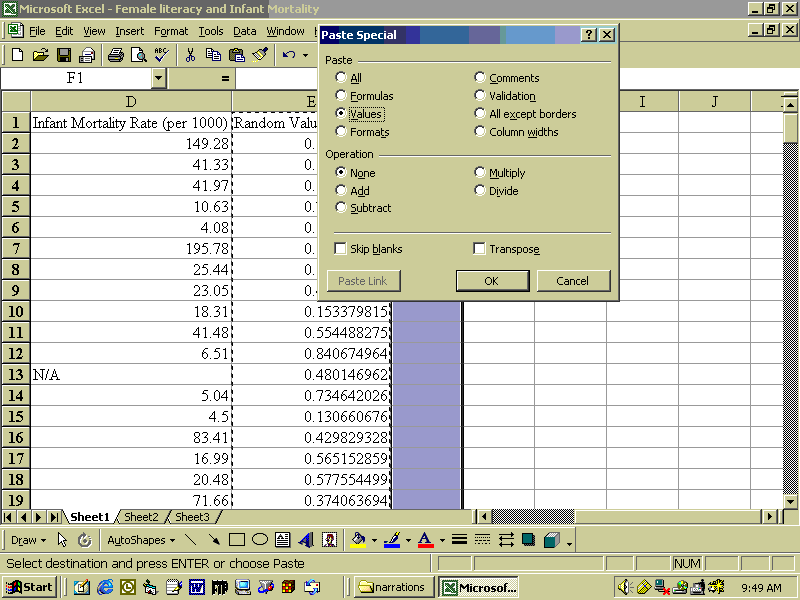 Microsoft Excel - Female literacy and Infant Mortality
File Edit View Insert Format Tools Data Window
F1 =
D E I J
1 Infant Mortality Rate (per 1000) Random Valu
2 149.28 0.
3 41.33 0.
4 41.97 0.
5 10.63 0.
6 4.08 0.
7 195.78 0.
8 25.44 0.
9 23.05 0.
10 18.31 0.153379815
11 41.48 0.554488275
12 6.51 0.840674964
13 N/A 0.480146962
14 5.04 0.734642026
15 4.5 0.130660676
16 83.41 0.429829328
17 16.99 0.565152859
18 20.48 0.577554499
19 71.66 0.374063694
Paste Special
Paste
All Comments
Formulas Validation
Values All except borders
Formats Column widths
Operation
None Multiply
Add Divide
Subtract
Skip blanks Transpose
Paste Link OK Cancel
Sheet1 Sheet2 Sheet3
Draw AutoShapes
Select destination and press ENTER or choose Paste NUM
Start narrations Microsof... 9:49 AM